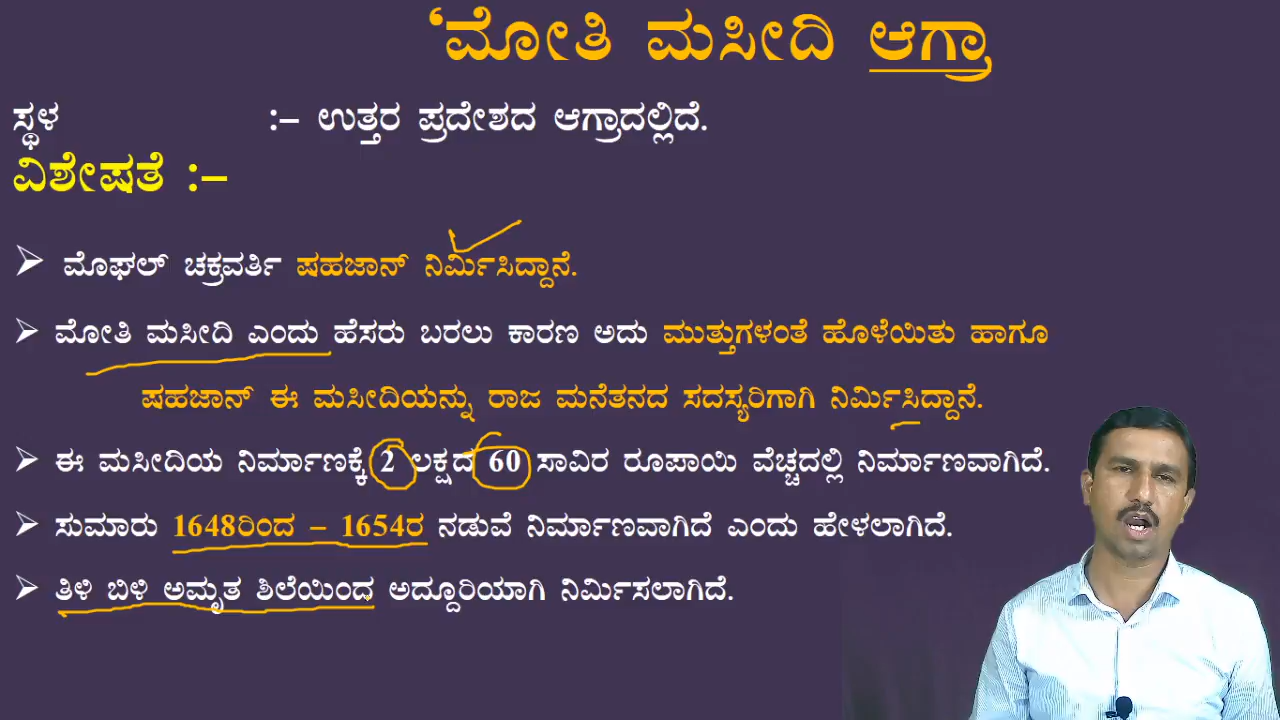 ‘ಮೋತಿ ಮಸೀದಿ ಆಗ್ರಾ
ಸ್ಥಳ :– ಉತ್ತರ ಪ್ರದೇಶದ ಆಗ್ರಾದಲ್ಲಿದೆ.
ವಿಶೇಷತೆ :–
➢ ಮೊಘಲ್ ಚಕ್ರವರ್ತಿ ಷಹಜಾನ್ ನಿರ್ಮಿಸಿದ್ದಾನೆ.
➢ ಮೋತಿ ಮಸೀದಿ ಎಂದು ಹೆಸರು ಬರಲು ಕಾರಣ ಅದು ಮುತ್ತುಗಳಂತೆ ಹೊಳೆಯಿತು ಹಾಗೂ
ಷಹಜಾನ್ ಈ ಮಸೀದಿಯನ್ನು ರಾಜ ಮನೆತನದ ಸದಸ್ಯರಿಗಾಗಿ ನಿರ್ಮಿಸಿದ್ದಾನೆ.
➢ ಈ ಮಸೀದಿಯ ನಿರ್ಮಾಣಕ್ಕೆ 2 ಲಕ್ಷದ 60 ಸಾವಿರ ರೂಪಾಯಿ ವೆಚ್ಚದಲ್ಲಿ ನಿರ್ಮಾಣವಾಗಿದೆ.
➢ ಸುಮಾರು 1648ರಿಂದ – 1654ರ ನಡುವೆ ನಿರ್ಮಾಣವಾಗಿದೆ ಎಂದು ಹೇಳಲಾಗಿದೆ.
➢ ತಿಳಿ ಬಿಳಿ ಅಮೃತ ಶಿಲೆಯಿಂದ ಅದ್ದೂರಿಯಾಗಿ ನಿರ್ಮಿಸಲಾಗಿದೆ.